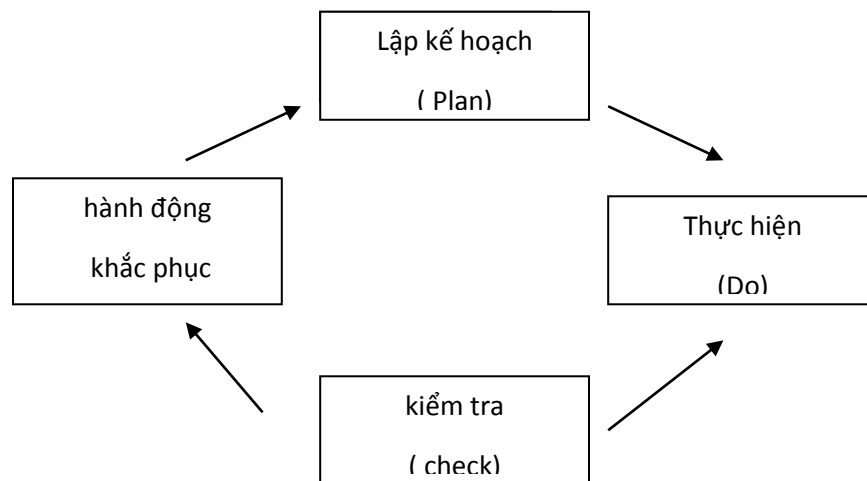 Lập kế hoạch
( Plan)
hành động
khắc phục
Thực hiện
(Do)
kiểm tra
( check)